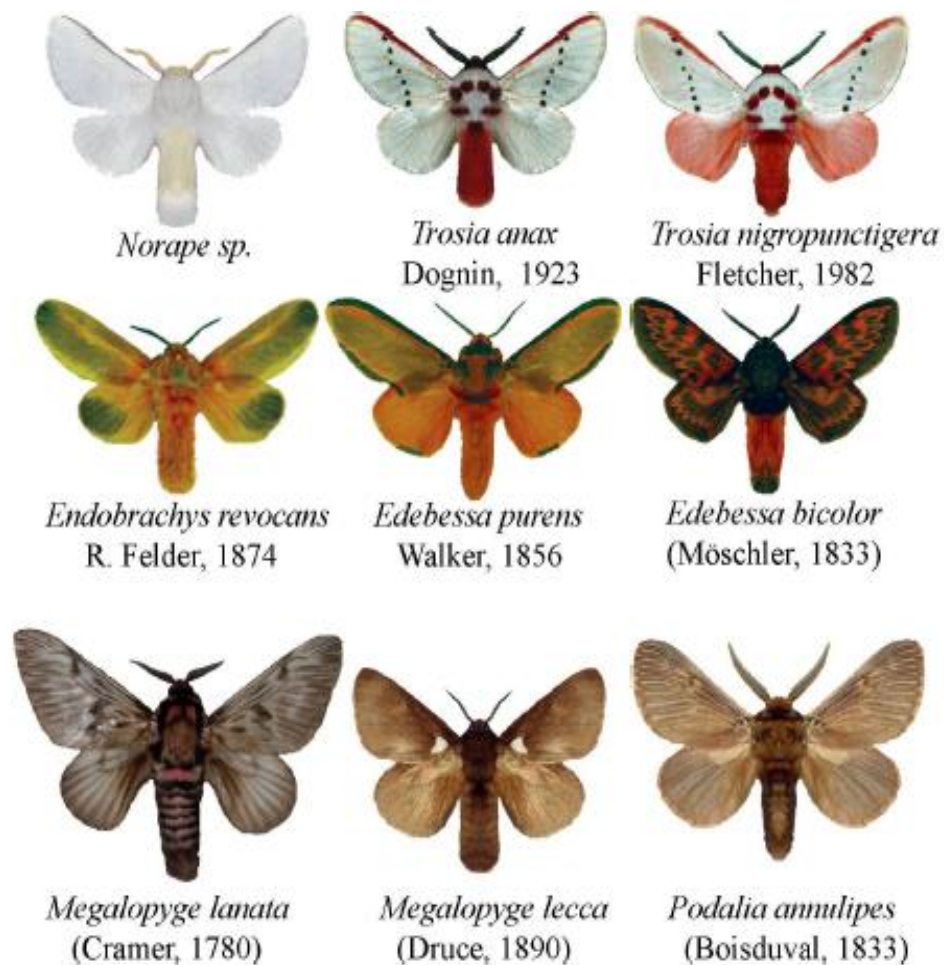 Norape sp.
Trosia anax
Dognin, 1923
Trosia nigropunctigera
Fletcher, 1982
Endobrachys revocans
R. Felder, 1874
Edebessa purens
Walker, 1856
Edebessa bicolor
(Möschler, 1833)
Megalopyge lanata
(Cramer, 1780)
Megalopyge lecca
(Druce, 1890)
Podalia annulipes
(Boisduval, 1833)